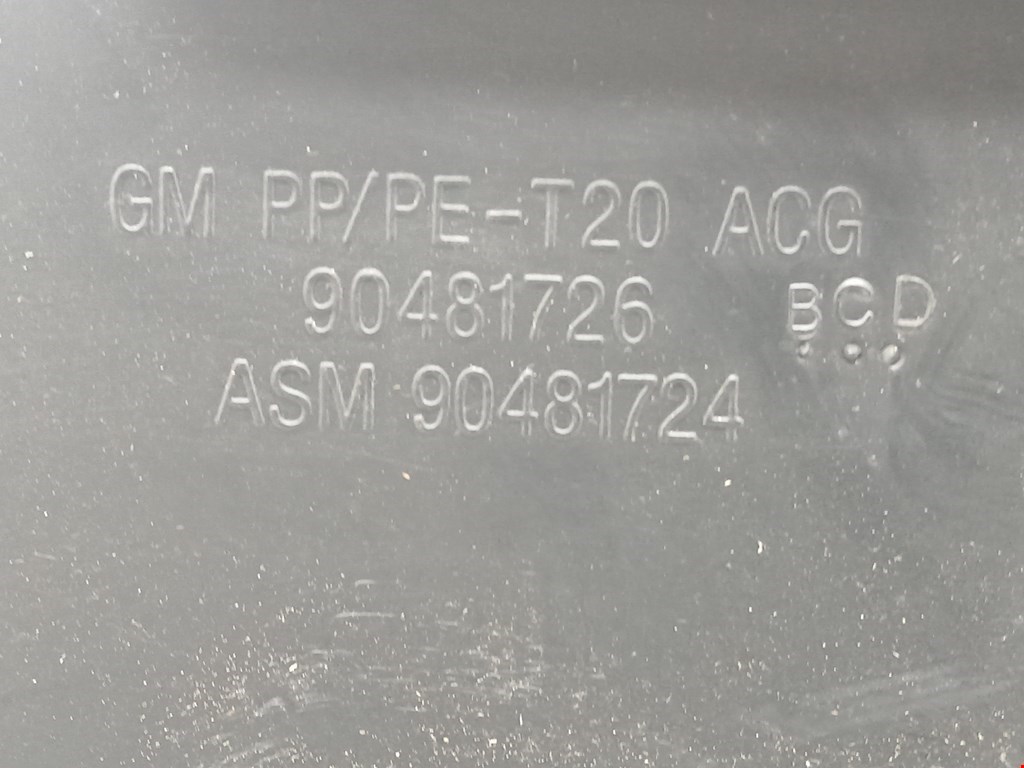 GM PP/PE-T20 ACG
90481726 BCD
ASM 90481724